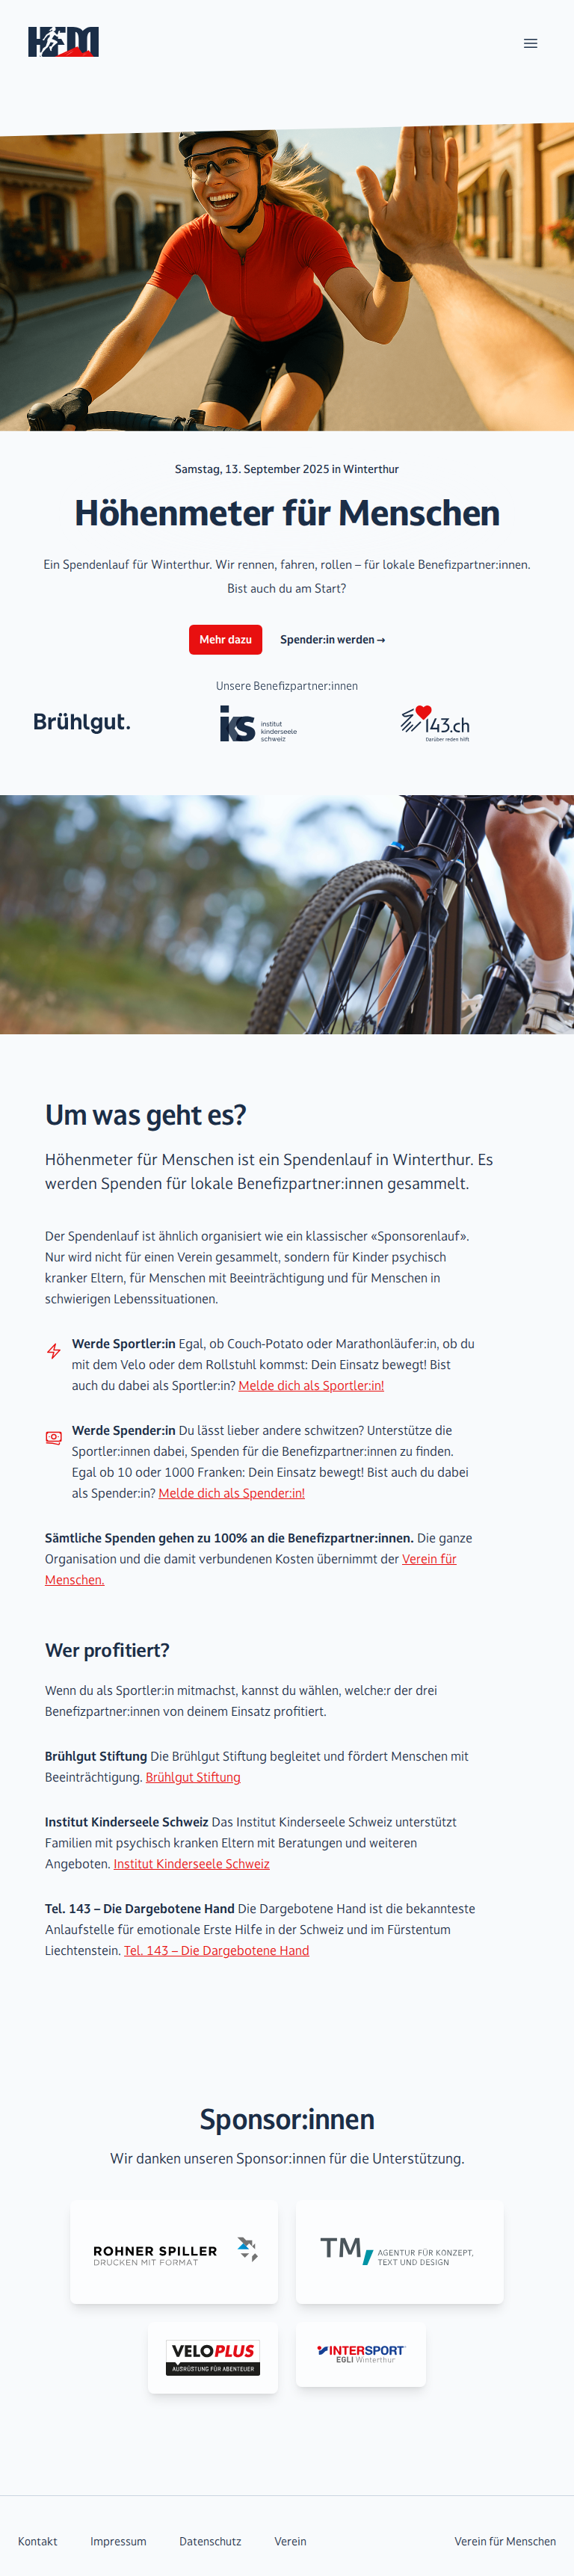 HFM
Samstag, 13. September 2025 in Winterthur
Höhenmeter für Menschen
Ein Spendenlauf für Winterthur. Wir rennen, fahren, rollen – für lokale Benefizpartner:innen.
Bist auch du am Start?
Mehr dazu
Spender:in werden →
Unsere Benefizpartner:innen
Brühlgut.
iks institut
kinderseele
schweiz
143.ch
Darüber reden hilft
Um was geht es?
Höhenmeter für Menschen ist ein Spendenlauf in Winterthur. Es
werden Spenden für lokale Benefizpartner:innen gesammelt.
Der Spendenlauf ist ähnlich organisiert wie ein klassischer «Sponsorenlauf».
Nur wird nicht für einen Verein gesammelt, sondern für Kinder psychisch
kranker Eltern, für Menschen mit Beeinträchtigung und für Menschen in
schwierigen Lebenssituationen.
Werde Sportler:in Egal, ob Couch-Potato oder Marathonläufer:in, ob du
mit dem Velo oder dem Rollstuhl kommst: Dein Einsatz bewegt! Bist
auch du dabei als Sportler:in? Melde dich als Sportler:in!
Werde Spender:in Du lässt lieber andere schwitzen? Unterstütze die
Sportler:innen dabei, Spenden für die Benefizpartner:innen zu finden.
Egal ob 10 oder 1000 Franken: Dein Einsatz bewegt! Bist auch du dabei
als Spender:in? Melde dich als Spender:in!
Sämtliche Spenden gehen zu 100% an die Benefizpartner:innen. Die ganze
Organisation und die damit verbundenen Kosten übernimmt der Verein für
Menschen.
Wer profitiert?
Wenn du als Sportler:in mitmachst, kannst du wählen, welche:r der drei
Benefizpartner:innen von deinem Einsatz profitiert.
Brühlgut Stiftung Die Brühlgut Stiftung begleitet und fördert Menschen mit
Beeinträchtigung. Brühlgut Stiftung
Institut Kinderseele Schweiz Das Institut Kinderseele Schweiz unterstützt
Familien mit psychisch kranken Eltern mit Beratungen und weiteren
Angeboten. Institut Kinderseele Schweiz
Tel. 143 – Die Dargebotene Hand Die Dargebotene Hand ist die bekannteste
Anlaufstelle für emotionale Erste Hilfe in der Schweiz und im Fürstentum
Liechtenstein. Tel. 143 – Die Dargebotene Hand
Sponsor:innen
Wir danken unseren Sponsor:innen für die Unterstützung.
ROHNER SPILLER
DRUCKEN MIT FORMAT
TM
AGENTUR FÜR KONZEPT,
TEXT UND DESIGN
VELOPLUS
AUSRÜSTUNG FÜR ABENTEUER
INTERSPORT
EGLI Winterthur
Kontakt
Impressum
Datenschutz
Verein
Verein für Menschen